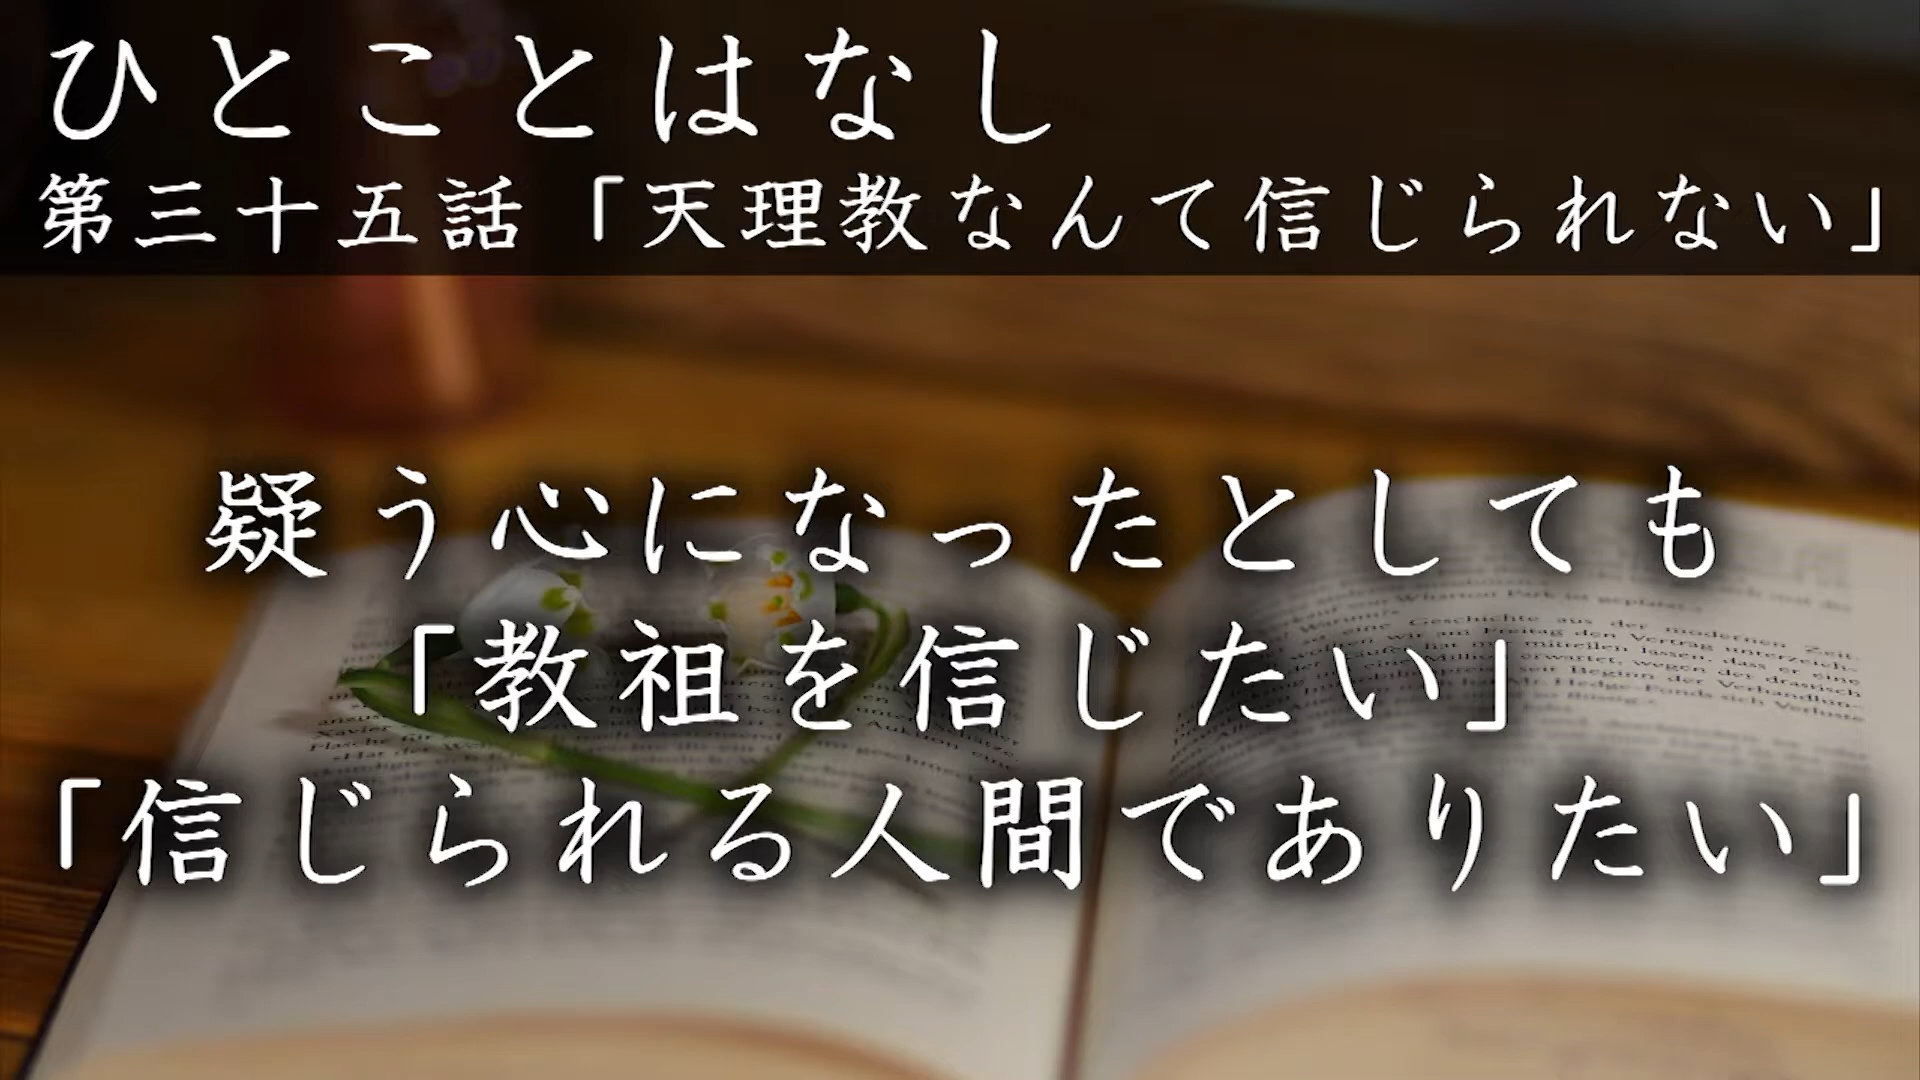 ひとことはなし
第三十五話「天理教なんて信じられない」
疑う心になったとしても
「教祖を信じたい」
「信じられる人間でありたい」